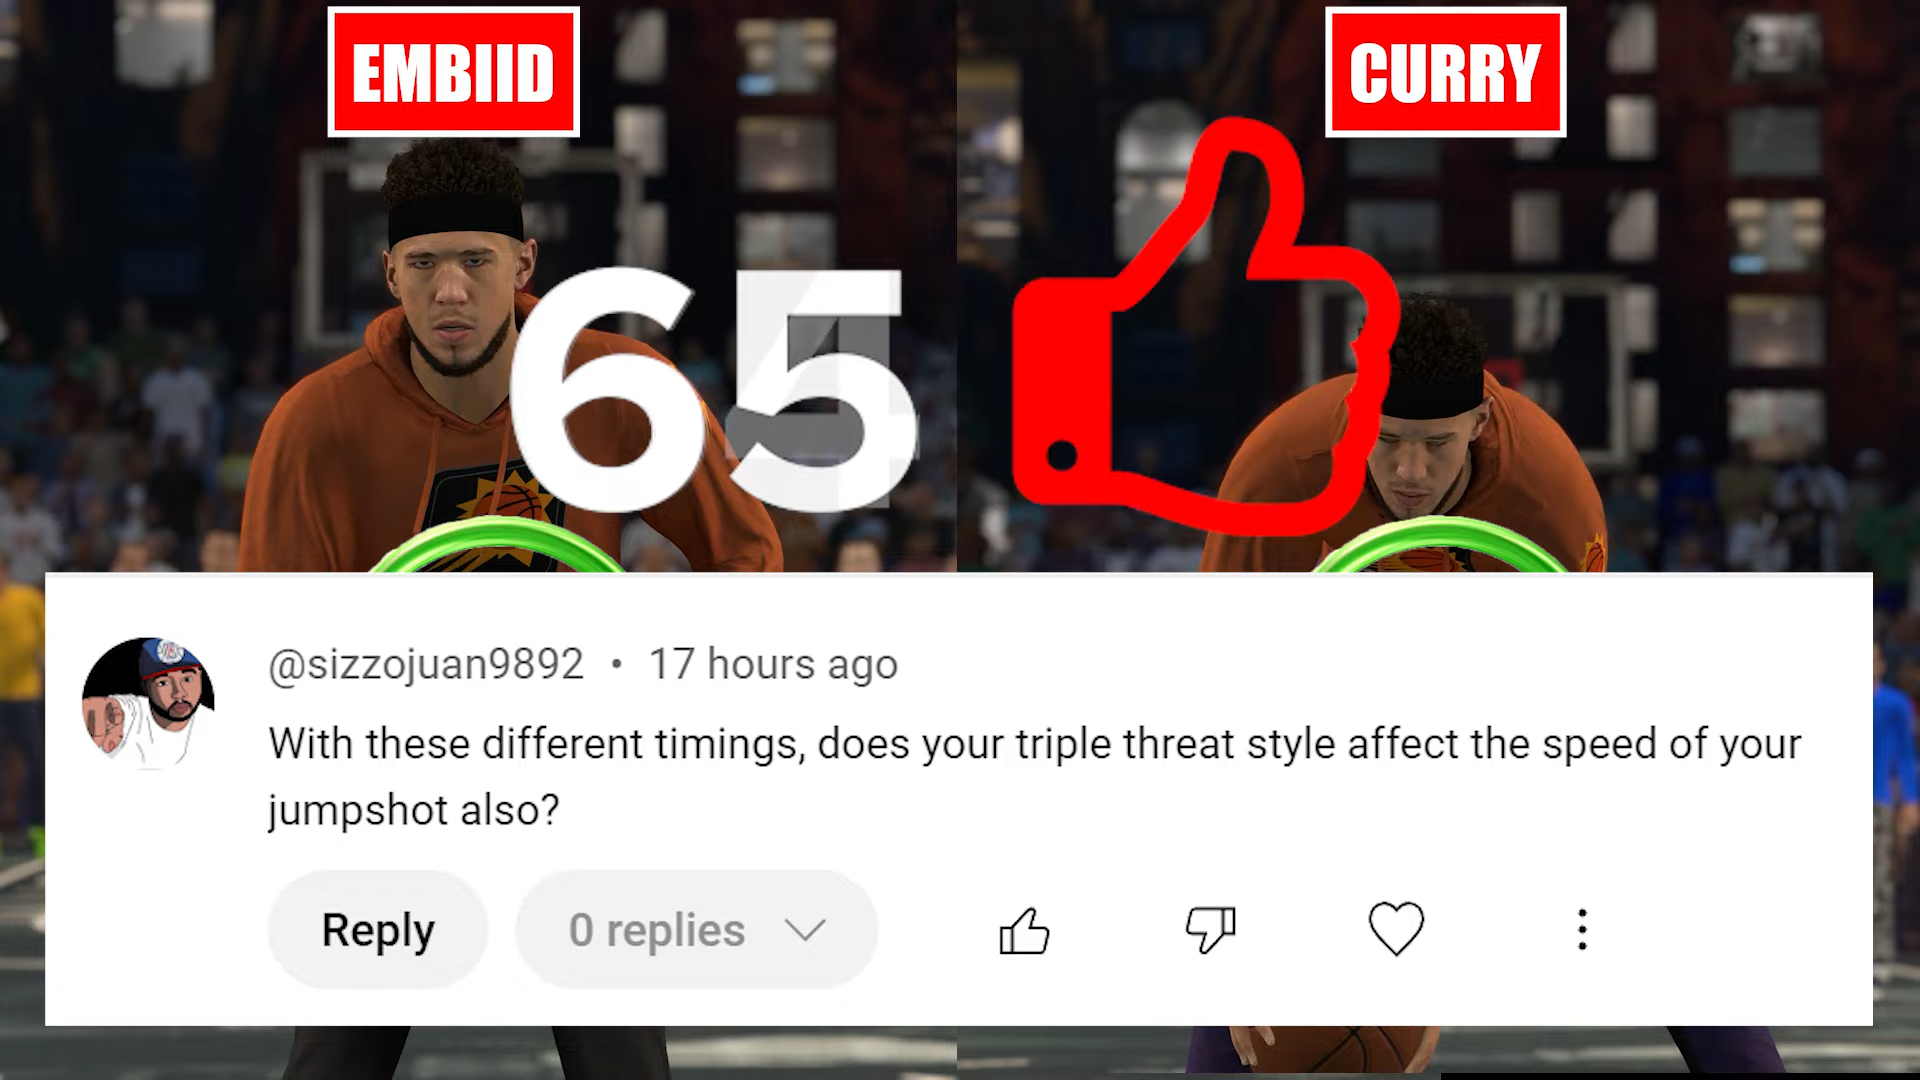 EMBIID
CURRY
65
@sizzojuan9892 • 17 hours ago
With these different timings, does your triple threat style affect the speed of your
jumpshot also?
Reply
0 replies